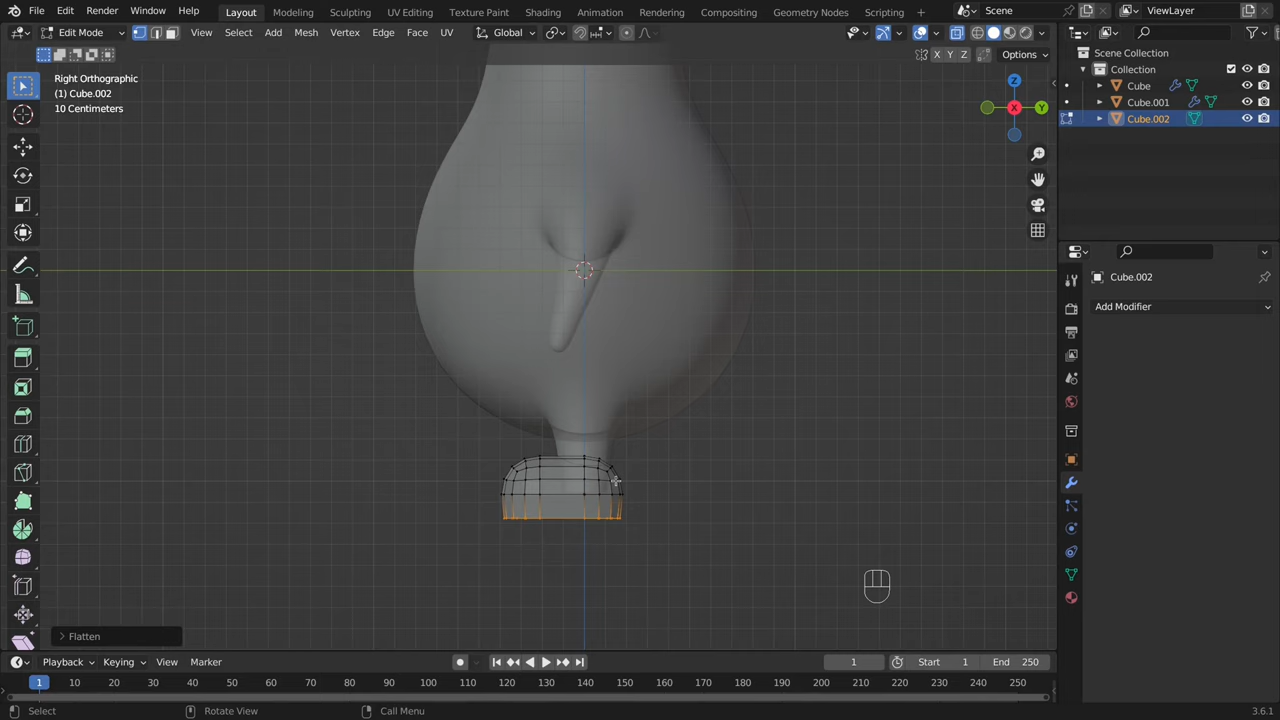 File Edit Render Window Help Layout Modeling Sculpting UV Editing Texture Paint Shading Animation Rendering Compositing Geometry Nodes Scripting Scene ViewLayer
Edit Mode View Select Add Mesh Vertex Edge Face UV Global
X Y Z Options
Right Orthographic
(1) Cube.002
10 Centimeters
Z
Y
X
Scene Collection
Collection
Cube
Cube.001
Cube.002
Cube.002
Add Modifier
Flatten
Playback Keying View Marker 1 Start 1 End 250
1 10 20 30 40 50 60 70 80 90 100 110 120 130 140 150 160 170 180 190 200 210 220 230 240 250
Select Rotate View Call Menu 3.6.1